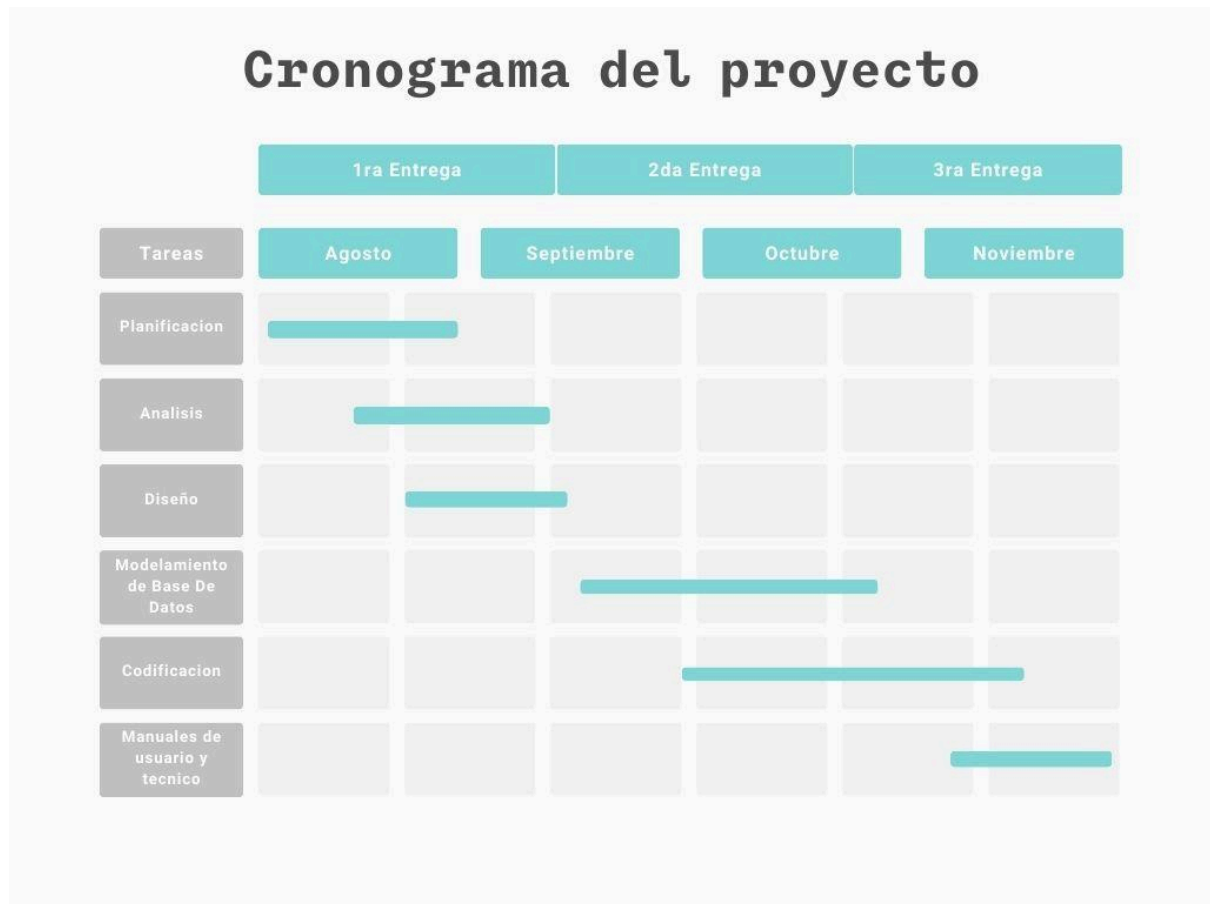 Cronograma del proyecto
1ra Entrega 2da Entrega 3ra Entrega
Tareas Agosto Septiembre Octubre Noviembre
Planificacion
Analisis
Diseño
Modelamiento
de Base De
Datos
Codificacion
Manuales de
usuario y
tecnico